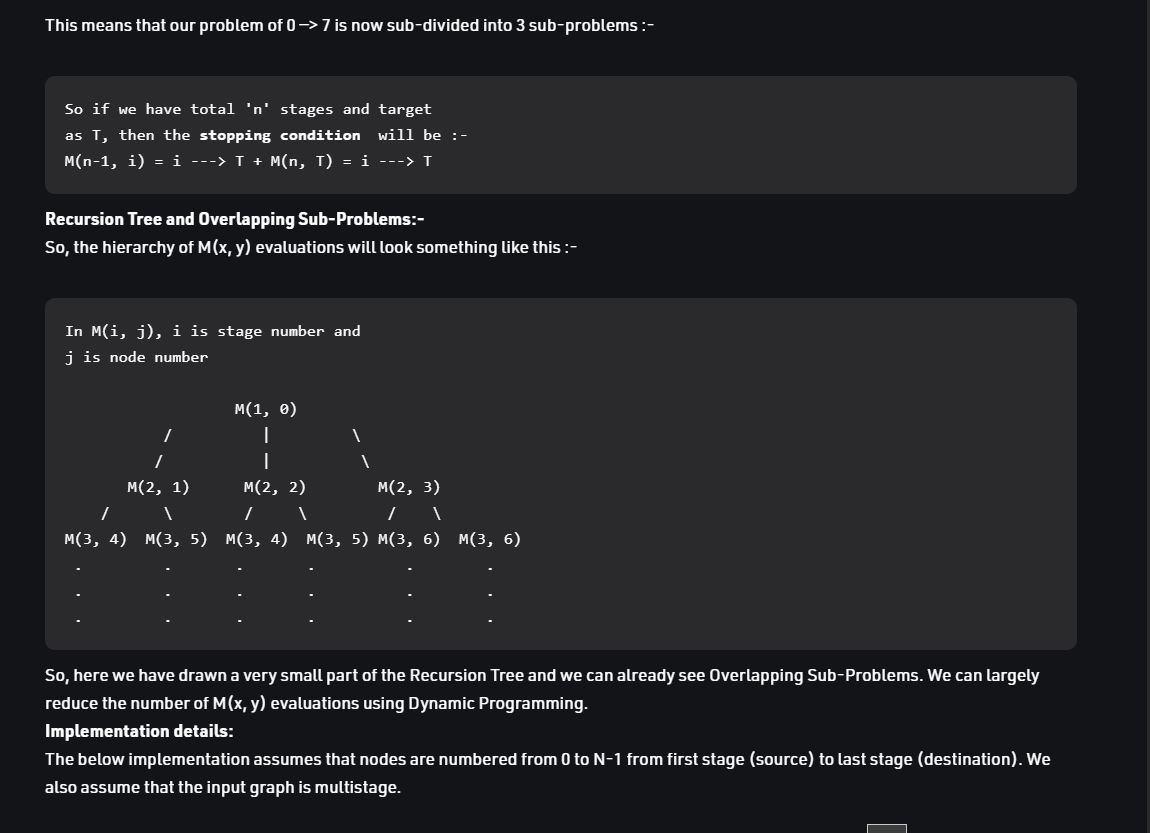 This means that our problem of 0 —> 7 is now sub-divided into 3 sub-problems :-
So if we have total 'n' stages and target
as T, then the stopping condition  will be :-
M(n-1, i) = i ---> T + M(n, T) = i ---> T
Recursion Tree and Overlapping Sub-Problems:-
So, the hierarchy of M(x, y) evaluations will look something like this :-
In M(i, j), i is stage number and
j is node number
M(1, 0)
/          |          \
/           |           \
M(2, 1)      M(2, 2)        M(2, 3)
/      \        /     \         /    \
M(3, 4)  M(3, 5)  M(3, 4)  M(3, 5) M(3, 6)  M(3, 6)
.         .       .       .          .        .
.         .       .       .          .        .
.         .       .       .          .        .
So, here we have drawn a very small part of the Recursion Tree and we can already see Overlapping Sub-Problems. We can largely
reduce the number of M(x, y) evaluations using Dynamic Programming.
Implementation details:
The below implementation assumes that nodes are numbered from 0 to N-1 from first stage (source) to last stage (destination). We
also assume that the input graph is multistage.